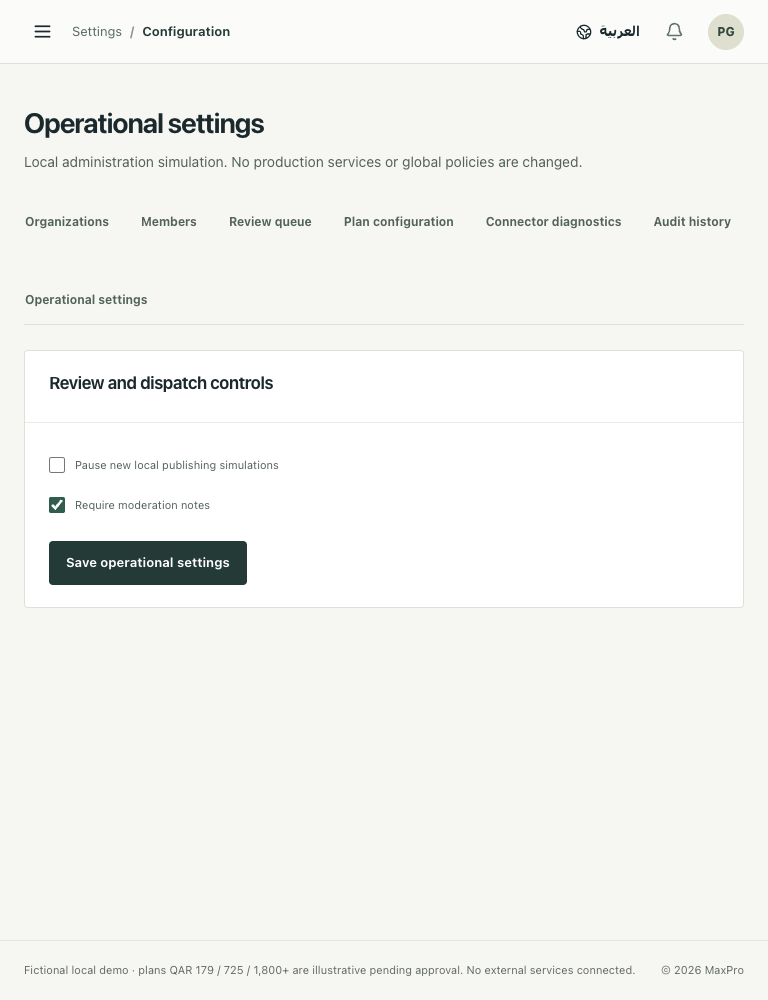 Settings / Configuration
العربية
PG
Operational settings
Local administration simulation. No production services or global policies are changed.
Organizations Members Review queue Plan configuration Connector diagnostics Audit history
Operational settings
Review and dispatch controls
Pause new local publishing simulations
Require moderation notes
Save operational settings
Fictional local demo · plans QAR 179 / 725 / 1,800+ are illustrative pending approval. No external services connected. © 2026 MaxPro